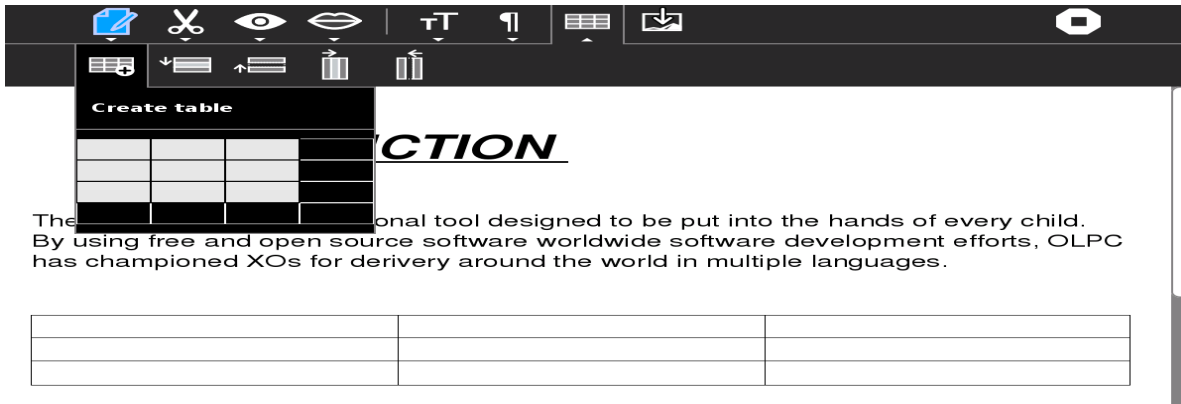 Create table
CTION
The onal tool designed to be put into the hands of every child.
By using free and open source software worldwide software development efforts, OLPC
has championed XOs for derivery around the world in multiple languages.